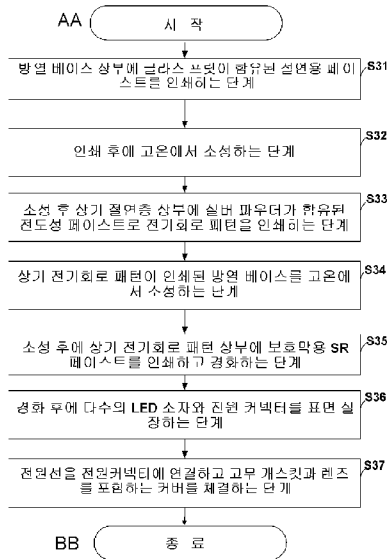 AA
시 작
S31
방열 베이스 상부에 글라스 프릿이 함유된 절연용 페이
스트를 인쇄하는 단계
S32
인쇄 후에 고온에서 소성하는 단계
S33
소성 후 상기 절연층 상부에 실버 파우더가 함유된
전도성 페이스트로 전기회로 패턴을 인쇄하는 단계
S34
상기 전기회로 패턴이 인쇄된 방열 베이스를 고온에
서 소성하는 단계
S35
소성 후에 상기 전기회로 패턴 상부에 보호막용 SR
페이스트를 인쇄하고 경화하는 단계
S36
경화 후에 다수의 LED 소자와 전원 커넥터를 표면 실
장하는 단계
S37
전원선을 전원커넥터에 연결하고 고무 개스킷과 렌즈
를 포함하는 커버를 체결하는 단계
BB
종 료